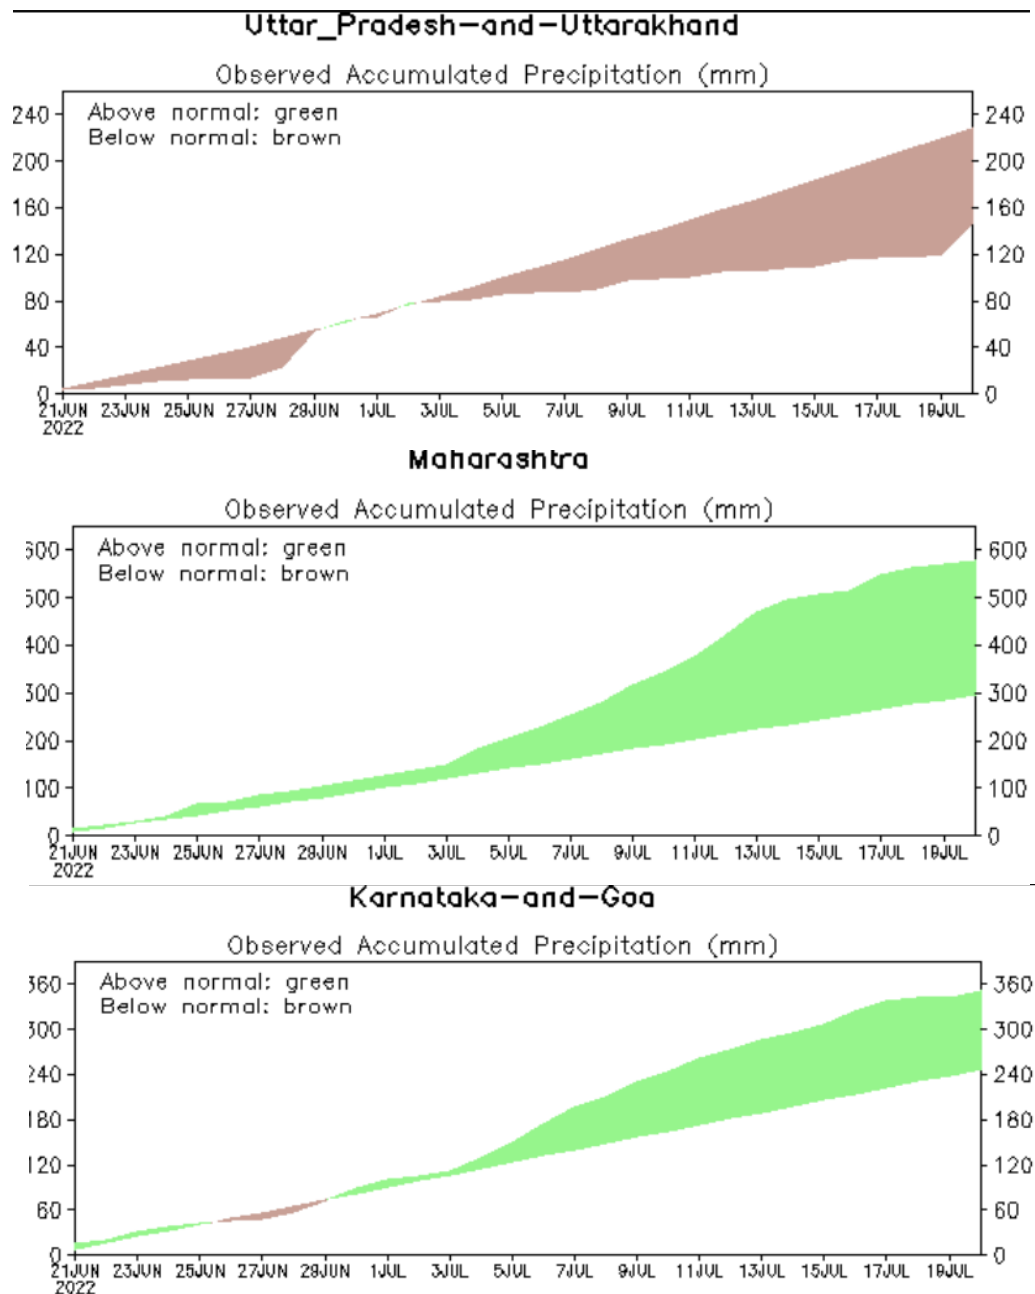 Uttar_Pradesh-and-Uttarakhand
Observed Accumulated Precipitation (mm)
Above normal: green
Below normal: brown
240 240
200 200
160 160
120 120
80 80
40 40
0 0
21JUN 23JUN 25JUN 27JUN 29JUN 1JUL 3JUL 5JUL 7JUL 9JUL 11JUL 13JUL 15JUL 17JUL 19JUL
2022
Maharashtra
Observed Accumulated Precipitation (mm)
Above normal: green
Below normal: brown
600 600
500 500
400 400
300 300
200 200
100 100
0 0
21JUN 23JUN 25JUN 27JUN 29JUN 1JUL 3JUL 5JUL 7JUL 9JUL 11JUL 13JUL 15JUL 17JUL 19JUL
2022
Karnataka-and-Goa
Observed Accumulated Precipitation (mm)
Above normal: green
Below normal: brown
360 360
300 300
240 240
180 180
120 120
60 60
0 0
21JUN 23JUN 25JUN 27JUN 29JUN 1JUL 3JUL 5JUL 7JUL 9JUL 11JUL 13JUL 15JUL 17JUL 19JUL
2022